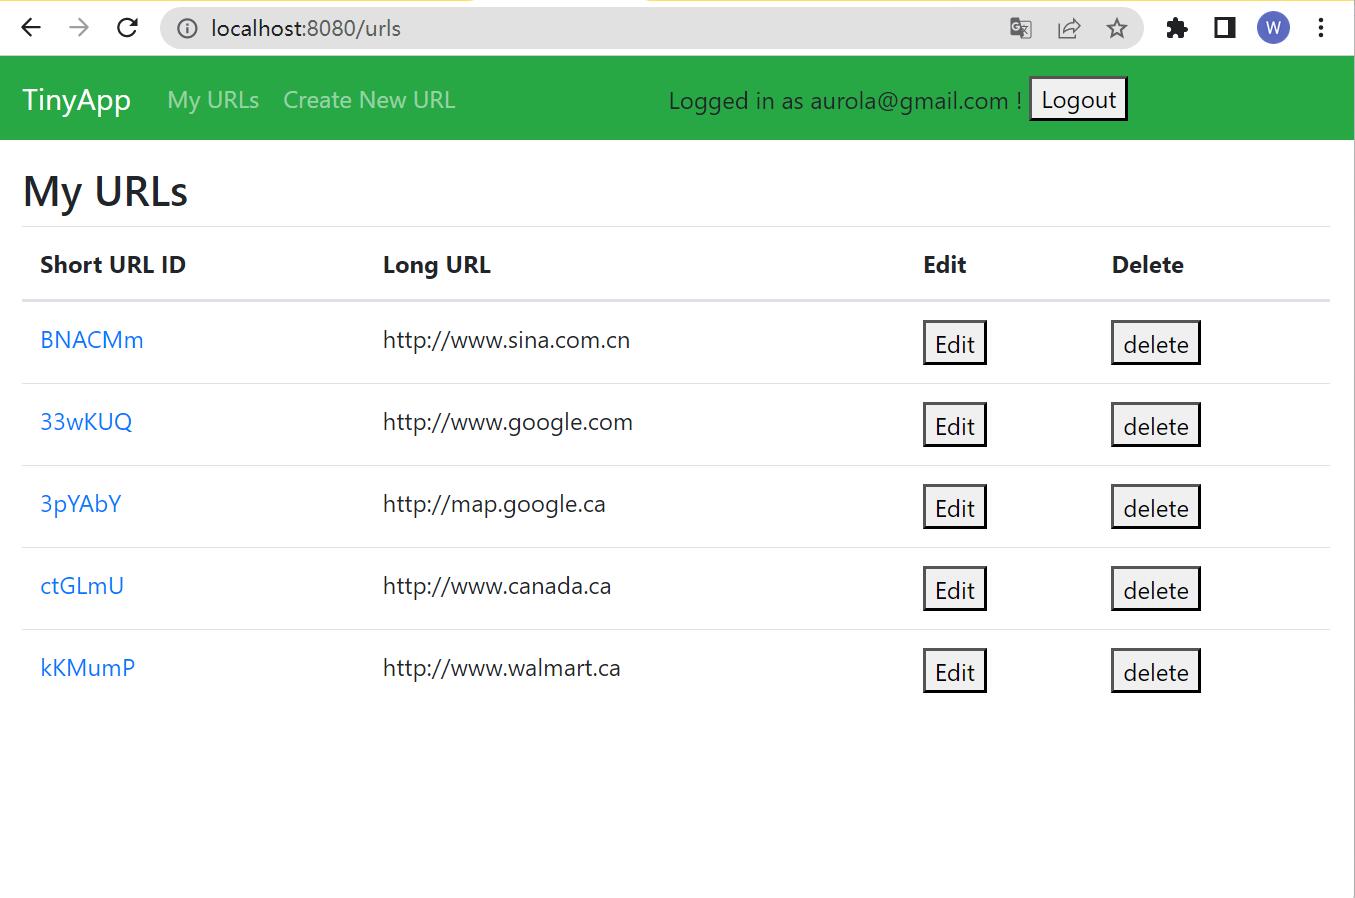 localhost:8080/urls
W
TinyApp My URLs Create New URL Logged in as aurola@gmail.com ! Logout
My URLs
Short URL ID Long URL Edit Delete
BNACMm http://www.sina.com.cn Edit delete
33wKUQ http://www.google.com Edit delete
3pYAbY http://map.google.ca Edit delete
ctGLmU http://www.canada.ca Edit delete
kKMumP http://www.walmart.ca Edit delete